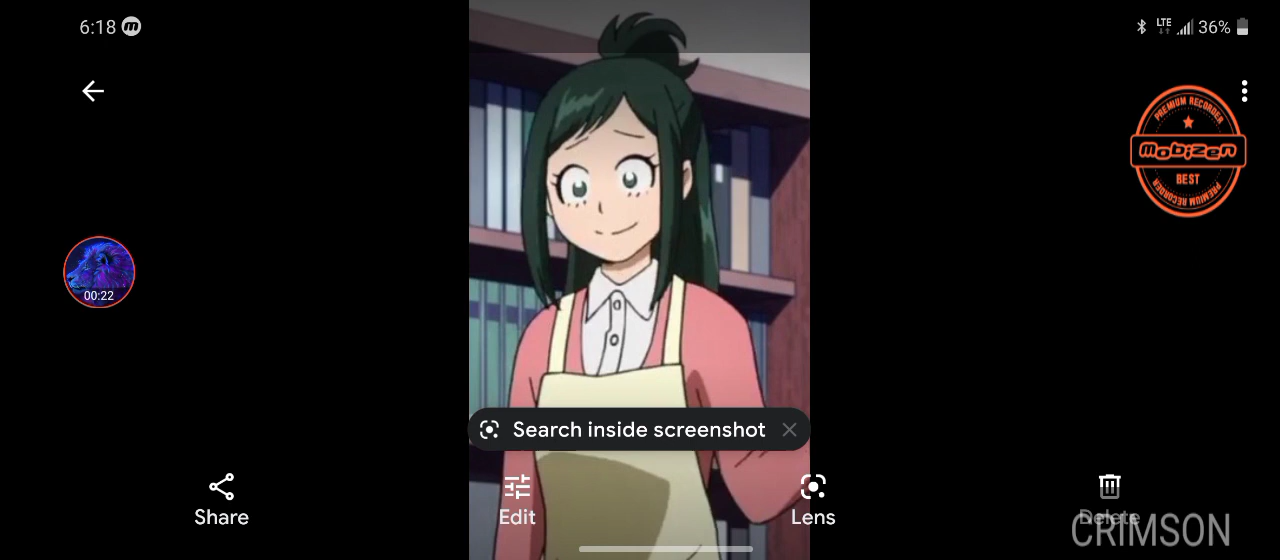 6:18 m
LTE 36%
PREMIUM RECORDER
Mobizen
BEST
PREMIUM RECORDER
00:22
Search inside screenshot
Share
Edit
Lens
Delete
CRIMSON